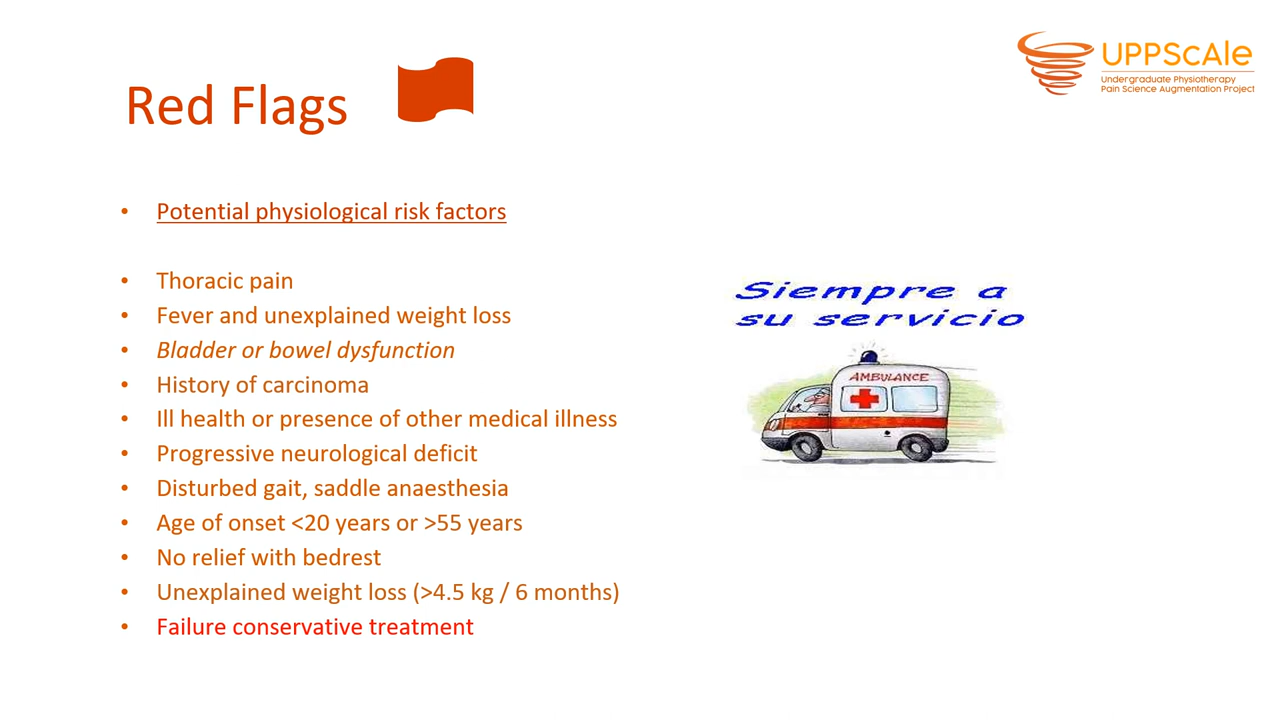 UPPScale
Undergraduate Physiotherapy
Pain Science Augmentation Project
Red Flags
• Potential physiological risk factors
• Thoracic pain
• Fever and unexplained weight loss
• Bladder or bowel dysfunction
• History of carcinoma
• Ill health or presence of other medical illness
• Progressive neurological deficit
• Disturbed gait, saddle anaesthesia
• Age of onset <20 years or >55 years
• No relief with bedrest
• Unexplained weight loss (>4.5 kg / 6 months)
• Failure conservative treatment
Siempre a
su servicio
AMBULANCE